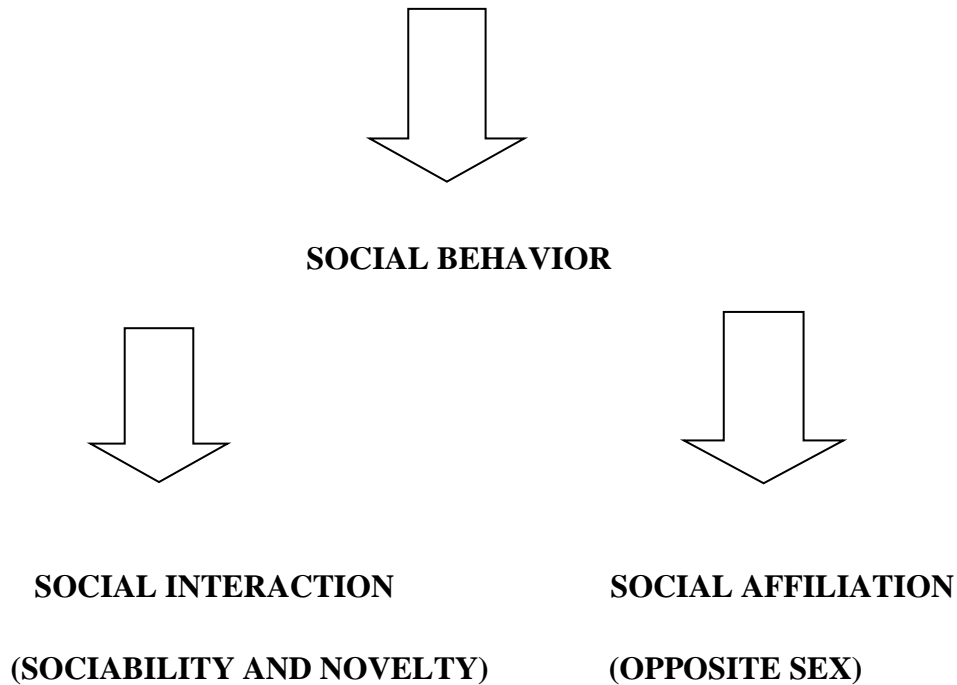 SOCIAL BEHAVIOR
SOCIAL INTERACTION
(SOCIABILITY AND NOVELTY)
SOCIAL AFFILIATION
(OPPOSITE SEX)